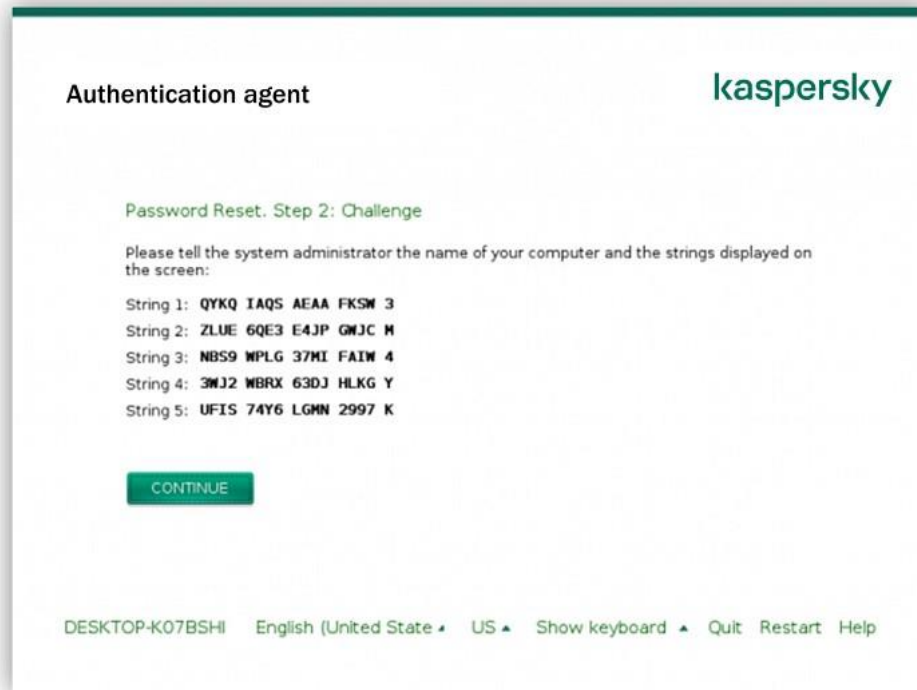 Authentication agent
kaspersky
Password Reset. Step 2: Challenge
Please tell the system administrator the name of your computer and the strings displayed on
the screen:
String 1: QYKQ IAQS AEAA FKSW 3
String 2: ZLUE 6QE3 E4JP GWJC M
String 3: NBS9 WPLG 37MI FAIW 4
String 4: 3WJ2 WBRX 63DJ HLKG Y
String 5: UFIS 74Y6 LGMN 2997 K
CONTINUE
DESKTOP-K07BSHI English (United State US Show keyboard Quit Restart Help